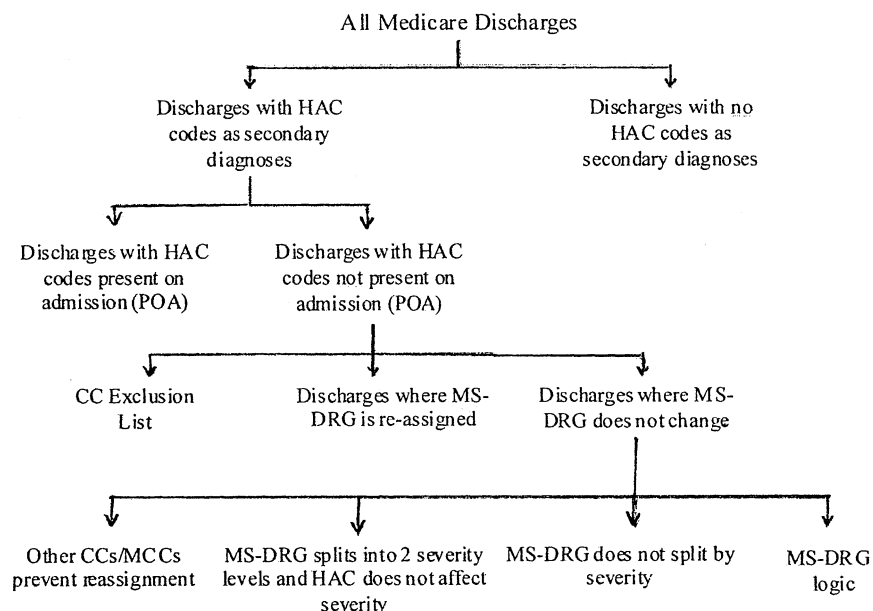 All Medicare Discharges
Discharges with HAC
codes as secondary
diagnoses
Discharges with no
HAC codes as
secondary diagnoses
Discharges with HAC
codes present on
admission (POA)
Discharges with HAC
codes not present on
admission (POA)
CC Exclusion
List
Discharges where MS-
DRG is re-assigned
Discharges where MS-
DRG does not change
Other CCs/MCCs
prevent reassignment
MS-DRG splits into 2 severity
levels and HAC does not affect
severity
MS-DRG does not split by
severity
MS-DRG
logic